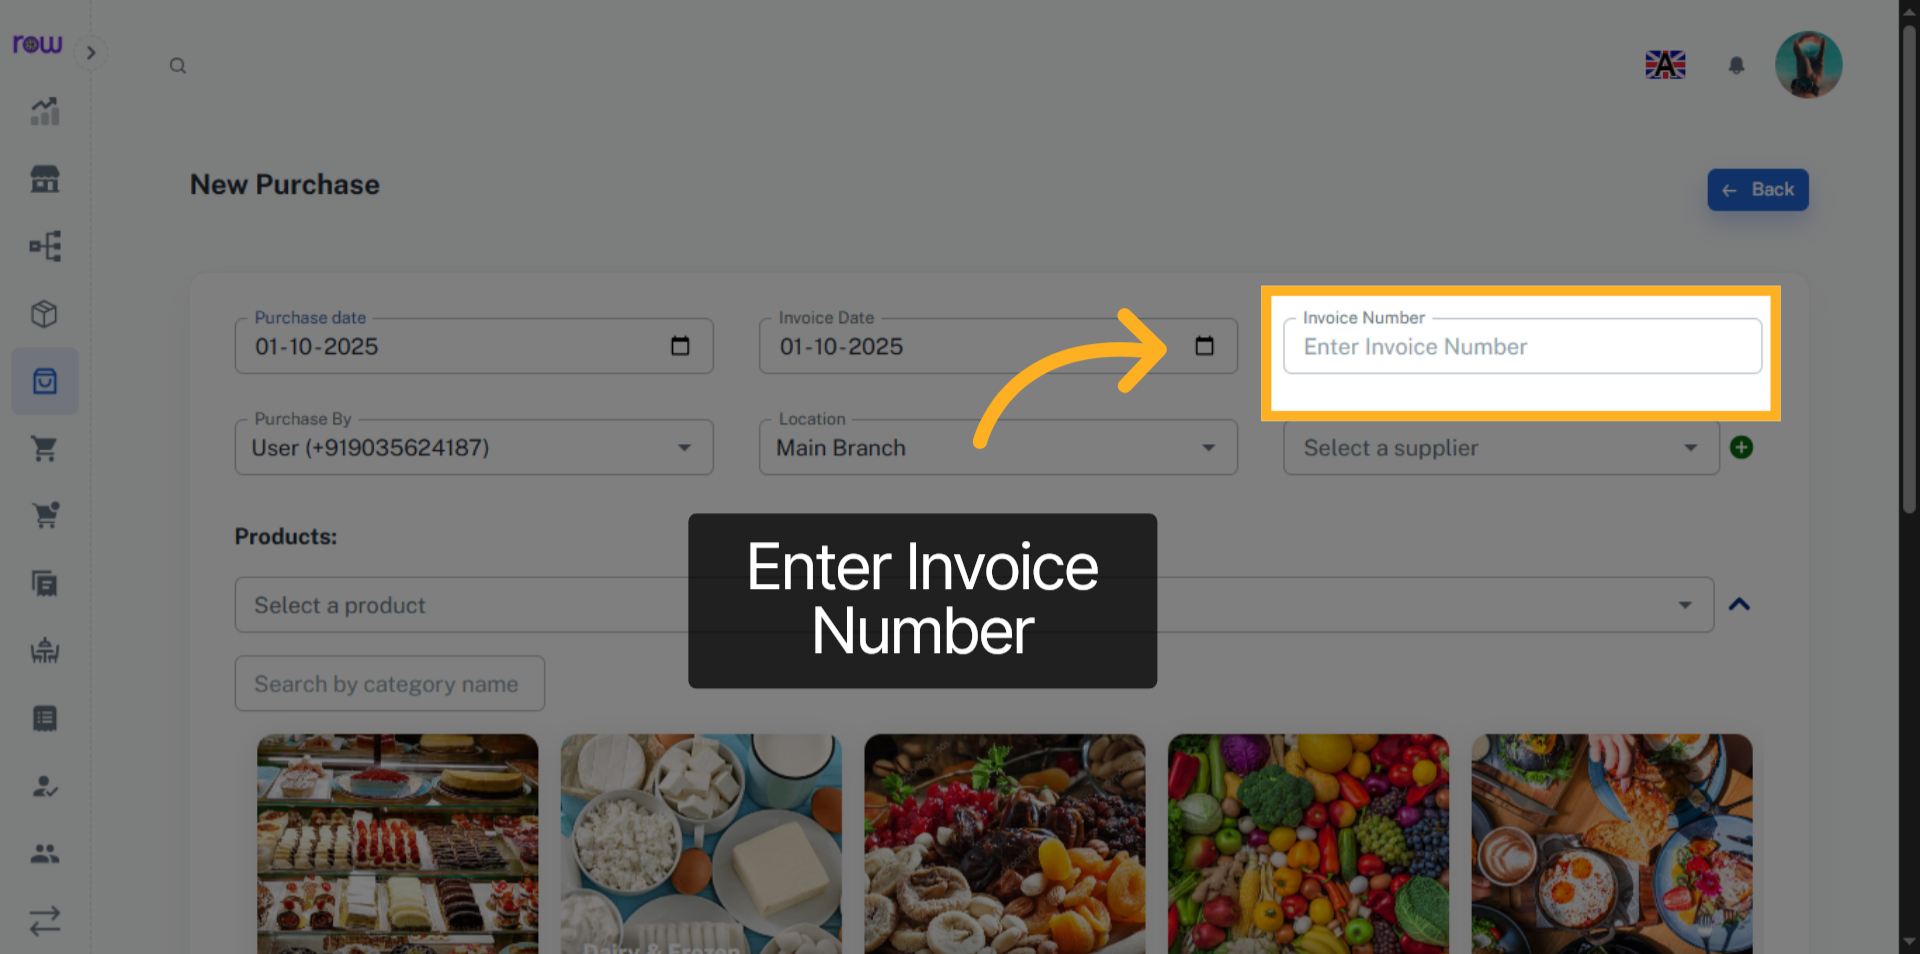 row
A
New Purchase
← Back
Purchase date
01-10-2025
Invoice Date
01-10-2025
Invoice Number
Enter Invoice Number
Purchase By
User (+919035624187)
Location
Main Branch
Select a supplier
Products:
Select a product
Enter Invoice
Number
Search by category name
Dairy & Frozen